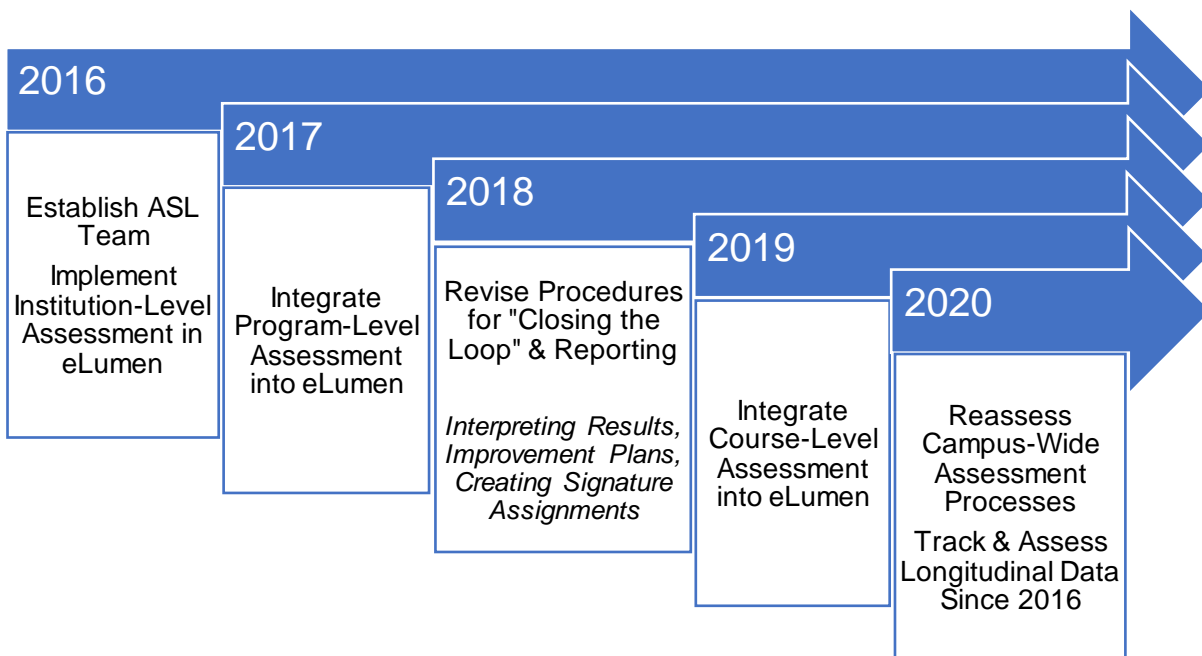 2016
Establish ASL
Team
Implement
Institution-Level
Assessment in
eLumen
2017
Integrate
Program-Level
Assessment
into eLumen
2018
Revise Procedures
for "Closing the
Loop" & Reporting
Interpreting Results,
Improvement Plans,
Creating Signature
Assignments
2019
Integrate
Course-Level
Assessment
into eLumen
2020
Reassess
Campus-Wide
Assessment
Processes
Track & Assess
Longitudinal Data
Since 2016